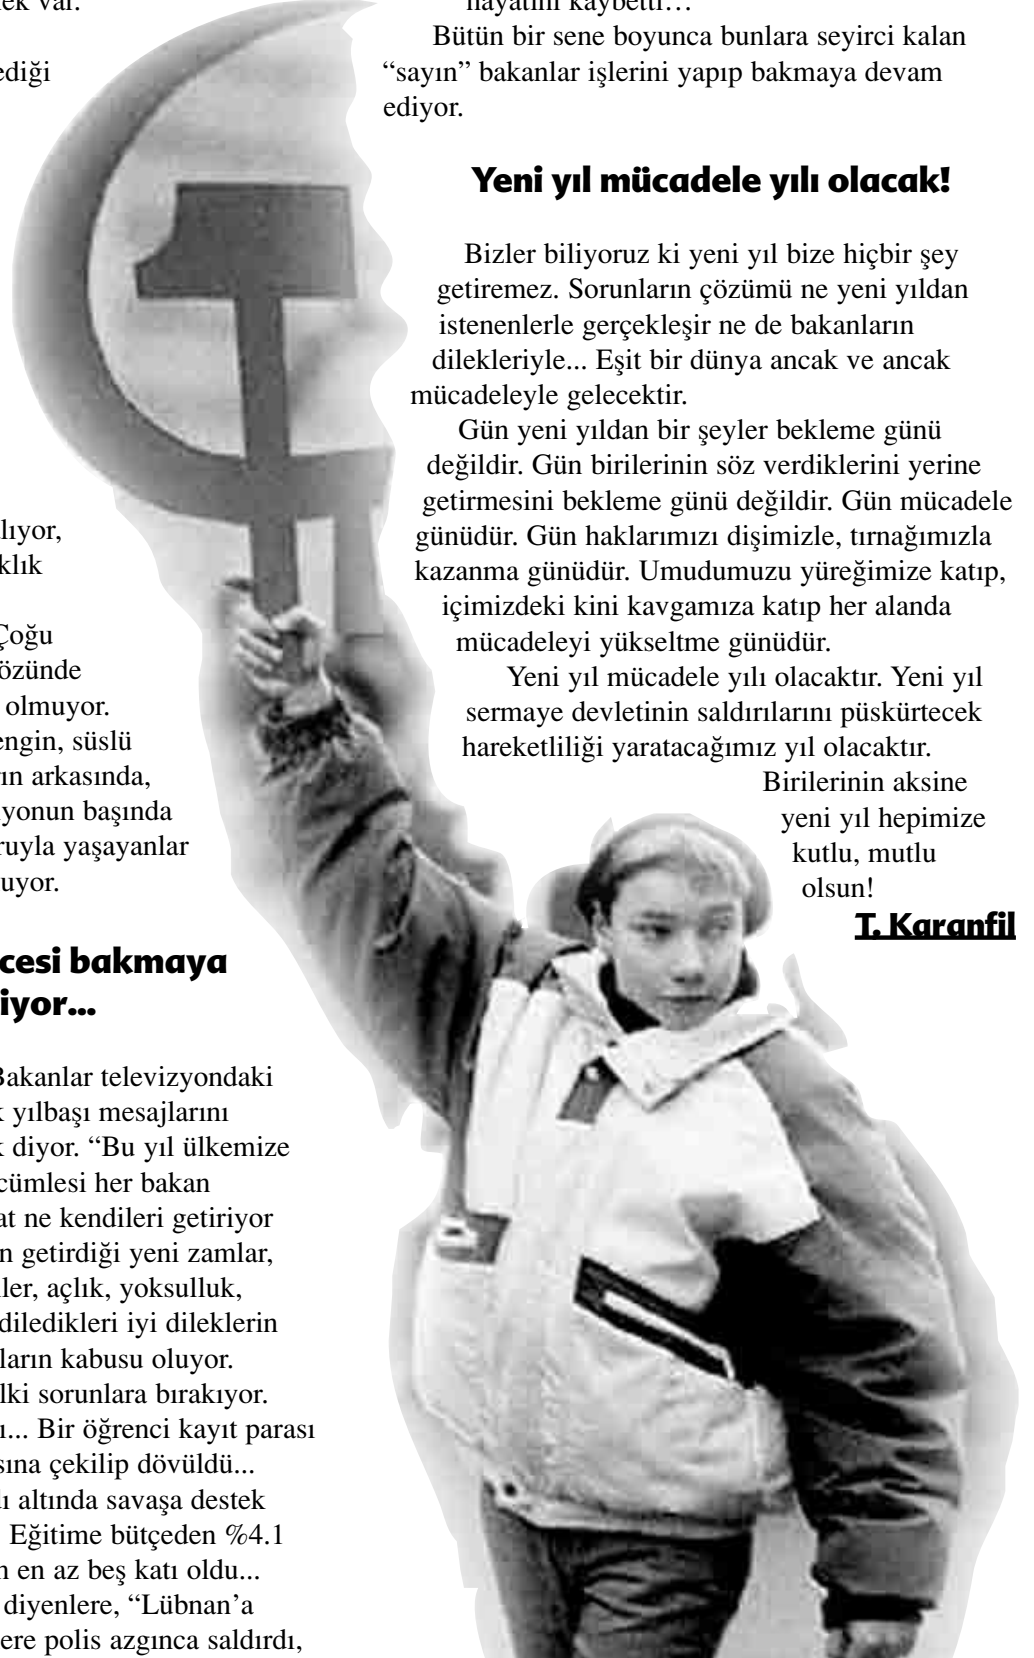 ek var.
ediği
alıyor,
klık
Çoğu
özünde
olmuyor.
engin, süslü
rın arkasında,
yonun başında
ruyla yaşayanlar
uyor.
cesi bakmaya
iyor...
Bakanlar televizyondaki
k yılbaşı mesajlarını
k diyor. “Bu yıl ülkemize
cümlesi her bakan
at ne kendileri getiriyor
n getirdiği yeni zamlar,
ler, açlık, yoksulluk,
diledikleri iyi dileklerin
ların kabusu oluyor.
lki sorunlara bırakıyor.
ı... Bir öğrenci kayıt parası
sına çekilip dövüldü...
dı altında savaşa destek
Eğitime bütçeden %4.1
n en az beş katı oldu...
diyenlere, “Lübnan’a
ere polis azgınca saldırdı,
hayatını kaybetti…
Bütün bir sene boyunca bunlara seyirci kalan
“sayın” bakanlar işlerini yapıp bakmaya devam
ediyor.
Yeni yıl mücadele yılı olacak!
Bizler biliyoruz ki yeni yıl bize hiçbir şey
getiremez. Sorunların çözümü ne yeni yıldan
istenenlerle gerçekleşir ne de bakanların
dilekleriyle... Eşit bir dünya ancak ve ancak
mücadeleyle gelecektir.
Gün yeni yıldan bir şeyler bekleme günü
değildir. Gün birilerinin söz verdiklerini yerine
getirmesini bekleme günü değildir. Gün mücadele
günüdür. Gün haklarımızı dişimizle, tırnağımızla
kazanma günüdür. Umudumuzu yüreğimize katıp,
içimizdeki kini kavgamıza katıp her alanda
mücadeleyi yükseltme günüdür.
Yeni yıl mücadele yılı olacaktır. Yeni yıl
sermaye devletinin saldırılarını püskürtecek
hareketliliği yaratacağımız yıl olacaktır.
Birilerinin aksine
yeni yıl hepimize
kutlu, mutlu
olsun!
T. Karanfil